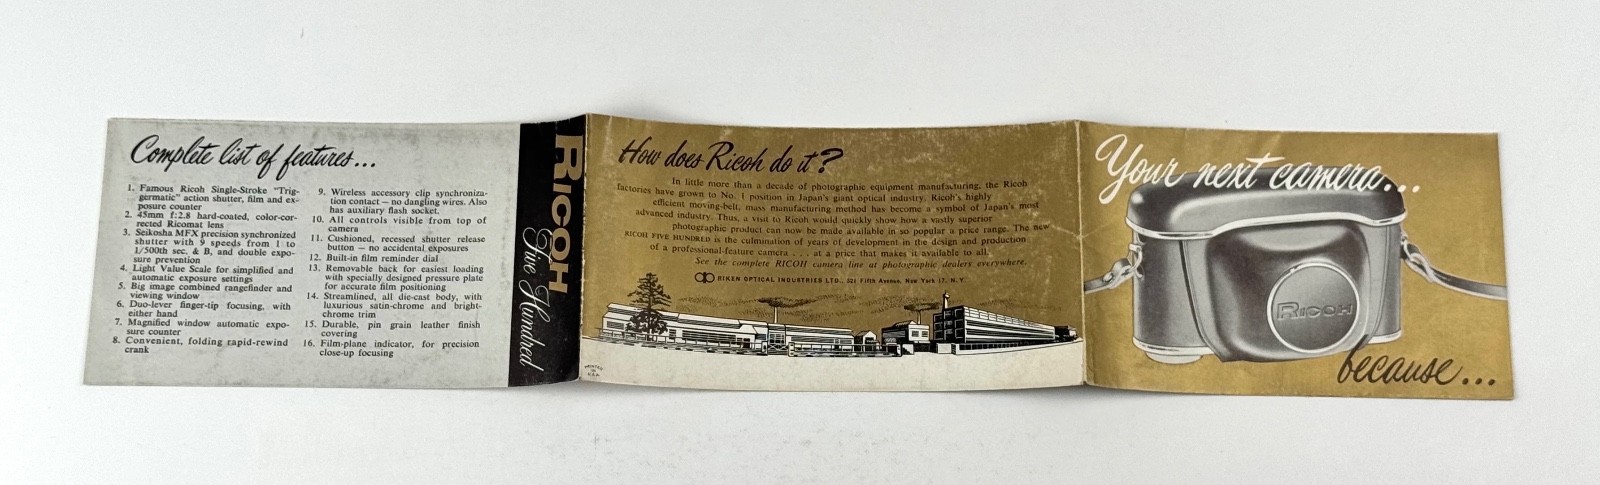 Complete list of features...
1. Famous Ricoh Single-Stroke "Trig-
germatic" action shutter, film and ex-
posure counter
2. 45mm f:2.8 hard-coated, color-cor-
rected Ricomat lens
3. Seikosha MFX precision synchronized
shutter with 9 speeds from 1 to
1/500th sec. & B, and double expo-
sure prevention
4. Light Value Scale for simplified and
automatic exposure settings
5. Big image combined rangefinder and
viewing window
6. Duo-lever finger-tip focusing, with
either hand
7. Magnified window automatic expo-
sure counter
8. Convenient, folding rapid-rewind
crank
9. Wireless accessory clip synchroniza-
tion contact – no dangling wires. Also
has auxiliary flash socket.
10. All controls visible from top of
camera
11. Cushioned, recessed shutter release
button – no accidental exposures
12. Built-in film reminder dial
13. Removable back for easiest loading
with specially designed pressure plate
for accurate film positioning
14. Streamlined, all die-cast body, with
luxurious satin-chrome and bright-
chrome trim
15. Durable, pin grain leather finish
covering
16. Film-plane indicator, for precision
close-up focusing
RICOH
Five Hundred
How does Ricoh do it?
In little more than a decade of photographic equipment manufacturing, the Ricoh
factories have grown to No. 1 position in Japan's giant optical industry. Ricoh's highly
efficient moving-belt, mass manufacturing method has become a symbol of Japan's most
advanced industry. Thus, a visit to Ricoh would quickly show how a vastly superior
photographic product can now be made available in so popular a price range. The new
RICOH FIVE HUNDRED is the culmination of years of development in the design and production
of a professional-feature camera . . . at a price that makes it available to all.
See the complete RICOH camera line at photographic dealers everywhere.
RIKEN OPTICAL INDUSTRIES LTD., 521 Fifth Avenue, New York 17, N. Y.
PRINTED
IN
U.S.A.
Your next camera...
RICOH
because...